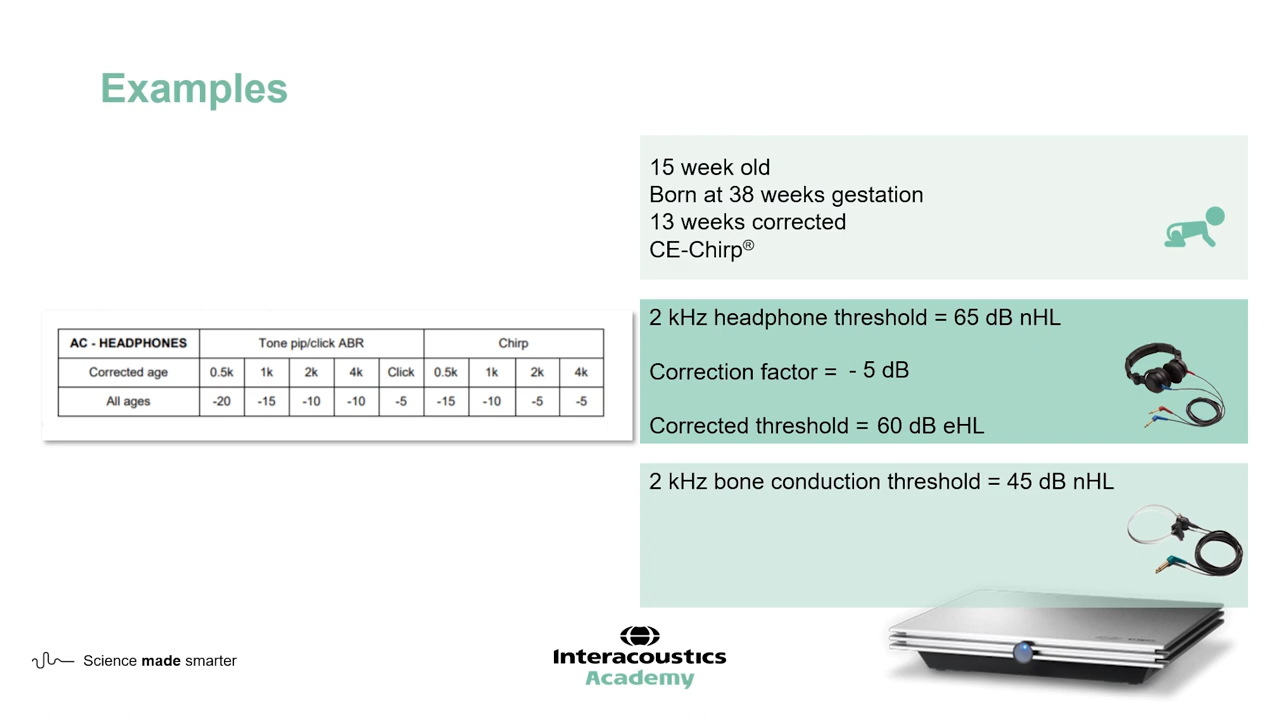 Examples
15 week old
Born at 38 weeks gestation
13 weeks corrected
CE-Chirp®
AC - HEADPHONES Tone pip/click ABR Chirp
Corrected age 0.5k 1k 2k 4k Click 0.5k 1k 2k 4k
All ages -20 -15 -10 -10 -5 -15 -10 -5 -5
2 kHz headphone threshold = 65 dB nHL
Correction factor = - 5 dB
Corrected threshold = 60 dB eHL
2 kHz bone conduction threshold = 45 dB nHL
Science made smarter
Interacoustics
Academy